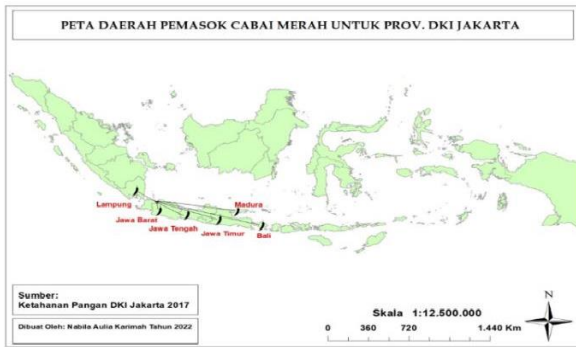 PETA DAERAH PEMASOK CABAI MERAH UNTUK PROV. DKI JAKARTA
Lampung
Madura
Jawa Barat
Jawa Tengah
Jawa Timur
Bali
Sumber:
Ketahanan Pangan DKI Jakarta 2017
Dibuat Oleh: Nabila Aulia Karimah Tahun 2022
Skala 1:12.500.000
0 360 720 1.440 Km
N